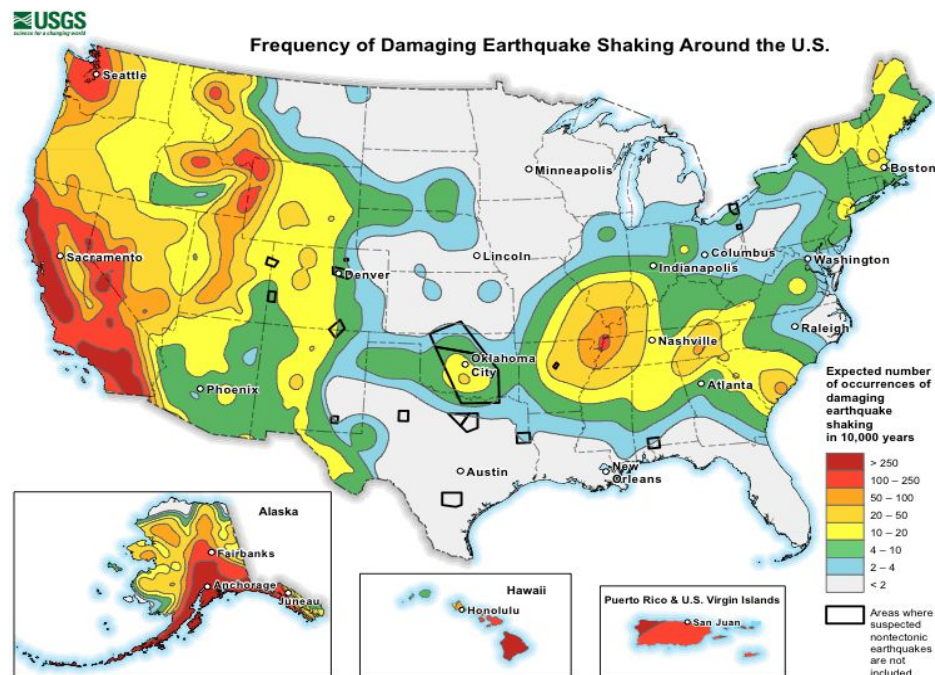 USGS
science for a changing world
Frequency of Damaging Earthquake Shaking Around the U.S.
Seattle
Minneapolis
Boston
Sacramento
Denver
Lincoln
Columbus
Indianapolis
Washington
Raleigh
Oklahoma
City
Nashville
Phoenix
Atlanta
Austin
New
Orleans
Expected number
of occurrences of
damaging
earthquake
shaking
in 10,000 years
> 250
100 – 250
50 – 100
20 – 50
10 – 20
4 – 10
2 – 4
< 2
Areas where
suspected
nontectonic
earthquakes
are not
included
Alaska
Fairbanks
Anchorage
Juneau
Hawaii
Honolulu
Puerto Rico & U.S. Virgin Islands
San Juan